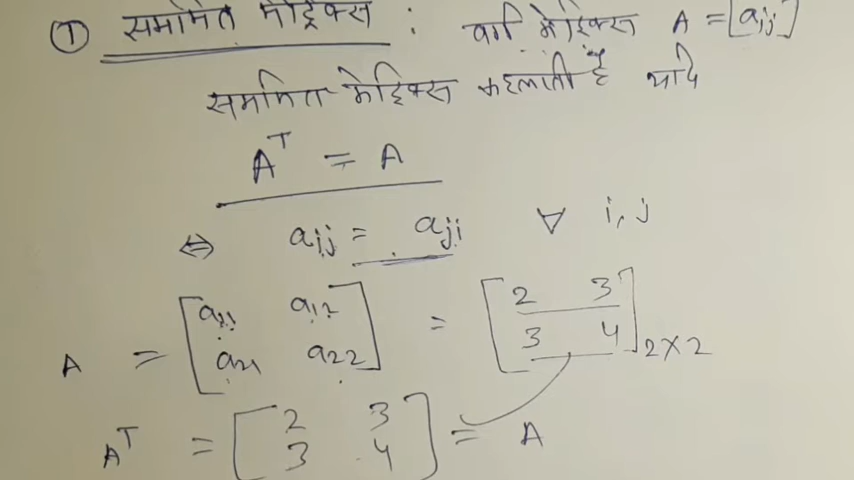 ① सममित मैट्रिक्स : वर्ग मैट्रिक्स A = [aij]
सममित मैट्रिक्स कहलाती है यदि
A^T = A
⇔ aij = aji ∀ i, j
A = [a11 a12; a21 a22] = [2 3; 3 4] 2×2
A^T = [2 3; 3 4] = A